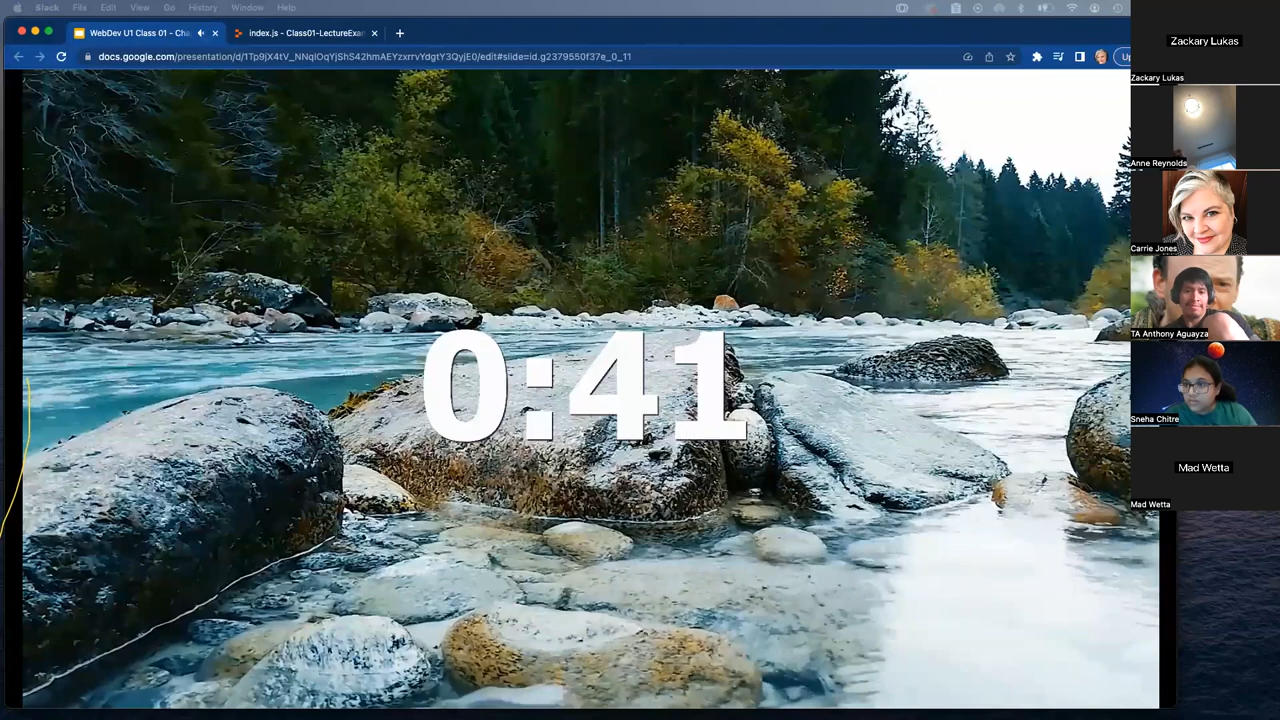 Slack File Edit View Go History Window Help
WebDev U1 Class 01 - Cha
index.js - Class01-LectureExam
docs.google.com/presentation/d/1Tp9jX4tV_NNqlOqYjShS42hmAEYzxrrvYdgtY3QyjE0/edit#slide=id.g2379550f37e_0_11
0:41
Zackary Lukas
Zackary Lukas
Anne Reynolds
Carrie Jones
TA Anthony Aguayza
Sneha Chitre
Mad Wetta
Mad Wetta